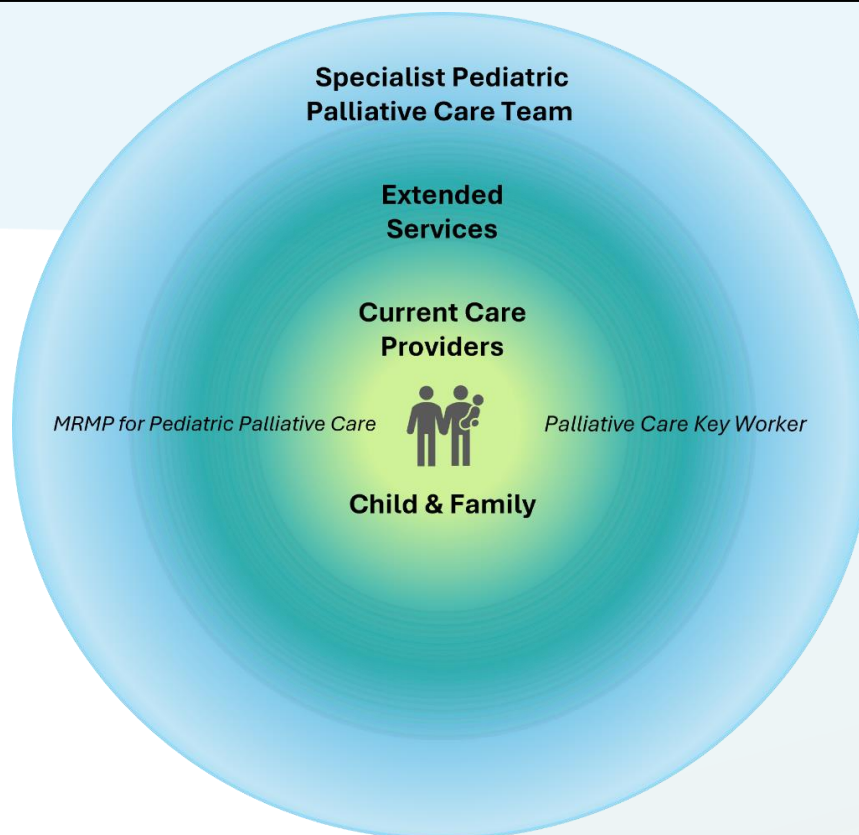 Specialist Pediatric
Palliative Care Team
Extended
Services
Current Care
Providers
MRMP for Pediatric Palliative Care
Palliative Care Key Worker
Child & Family